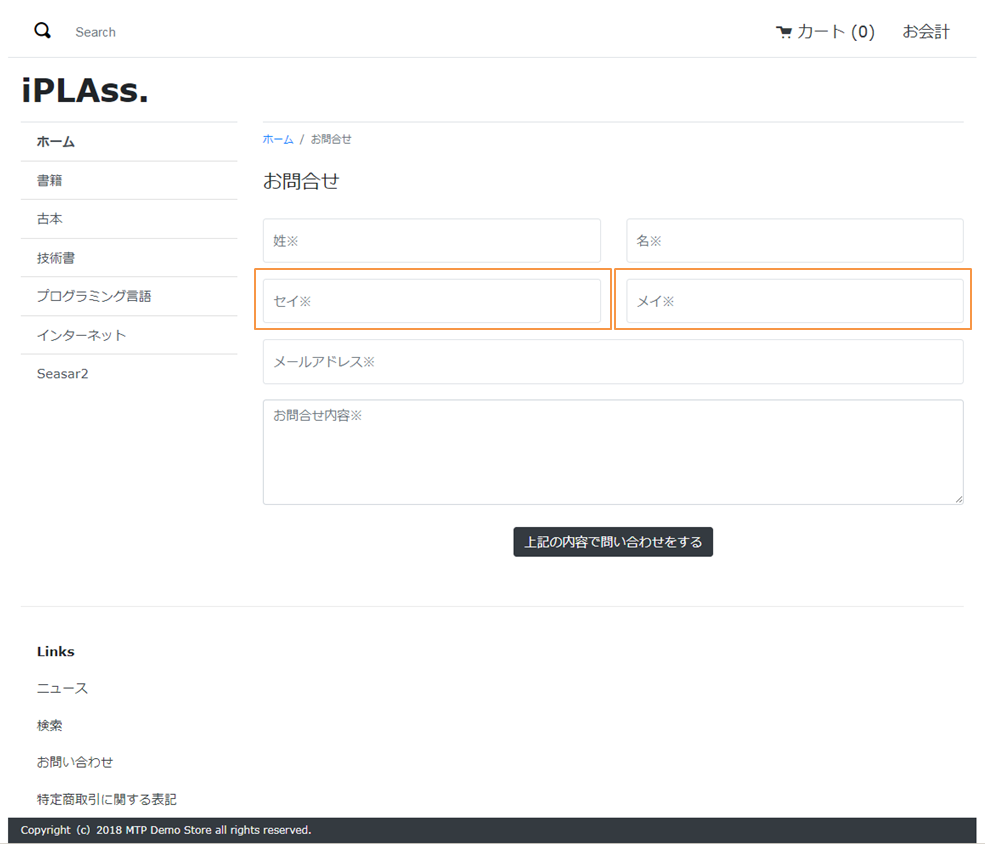 Search
カート (0)
お会計
iPLAss.
ホーム
書籍
古本
技術書
プログラミング言語
インターネット
Seasar2
ホーム / お問合せ
お問合せ
姓※
名※
セイ※
メイ※
メールアドレス※
お問合せ内容※
上記の内容で問い合わせをする
Links
ニュース
検索
お問い合わせ
特定商取引に関する表記
Copyright (c) 2018 MTP Demo Store all rights reserved.